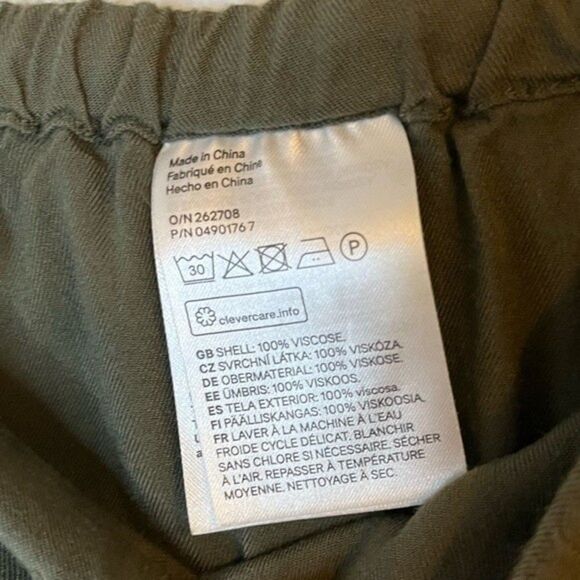 Made in China
Fabriqué en Chine
Hecho en China
O/N 262708
P/N 0490176 7
30
P
clevercare.info
GB SHELL: 100% VISCOSE.
CZ SVRCHNÍ LÁTKA: 100% VISKÓZA.
DE OBERMATERIAL: 100% VISKOSE.
EE ÜMBRIS: 100% VISKOOS.
ES TELA EXTERIOR: 100% viscosa.
FI PÄÄLLISKANGAS: 100% VISKOOSIA.
FR LAVER À LA MACHINE À L'EAU
FROIDE CYCLE DÉLICAT. BLANCHIR
SANS CHLORE SI NÉCESSAIRE. SÉCHER
À L'AIR. REPASSER À TEMPÉRATURE
MOYENNE. NETTOYAGE À SEC.